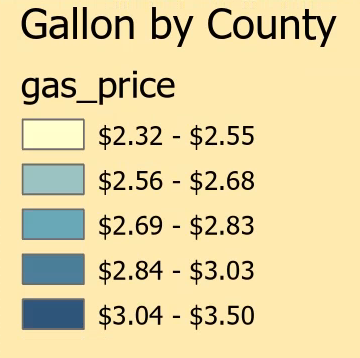 Gallon by County
gas_price
$2.32 - $2.55
$2.56 - $2.68
$2.69 - $2.83
$2.84 - $3.03
$3.04 - $3.50